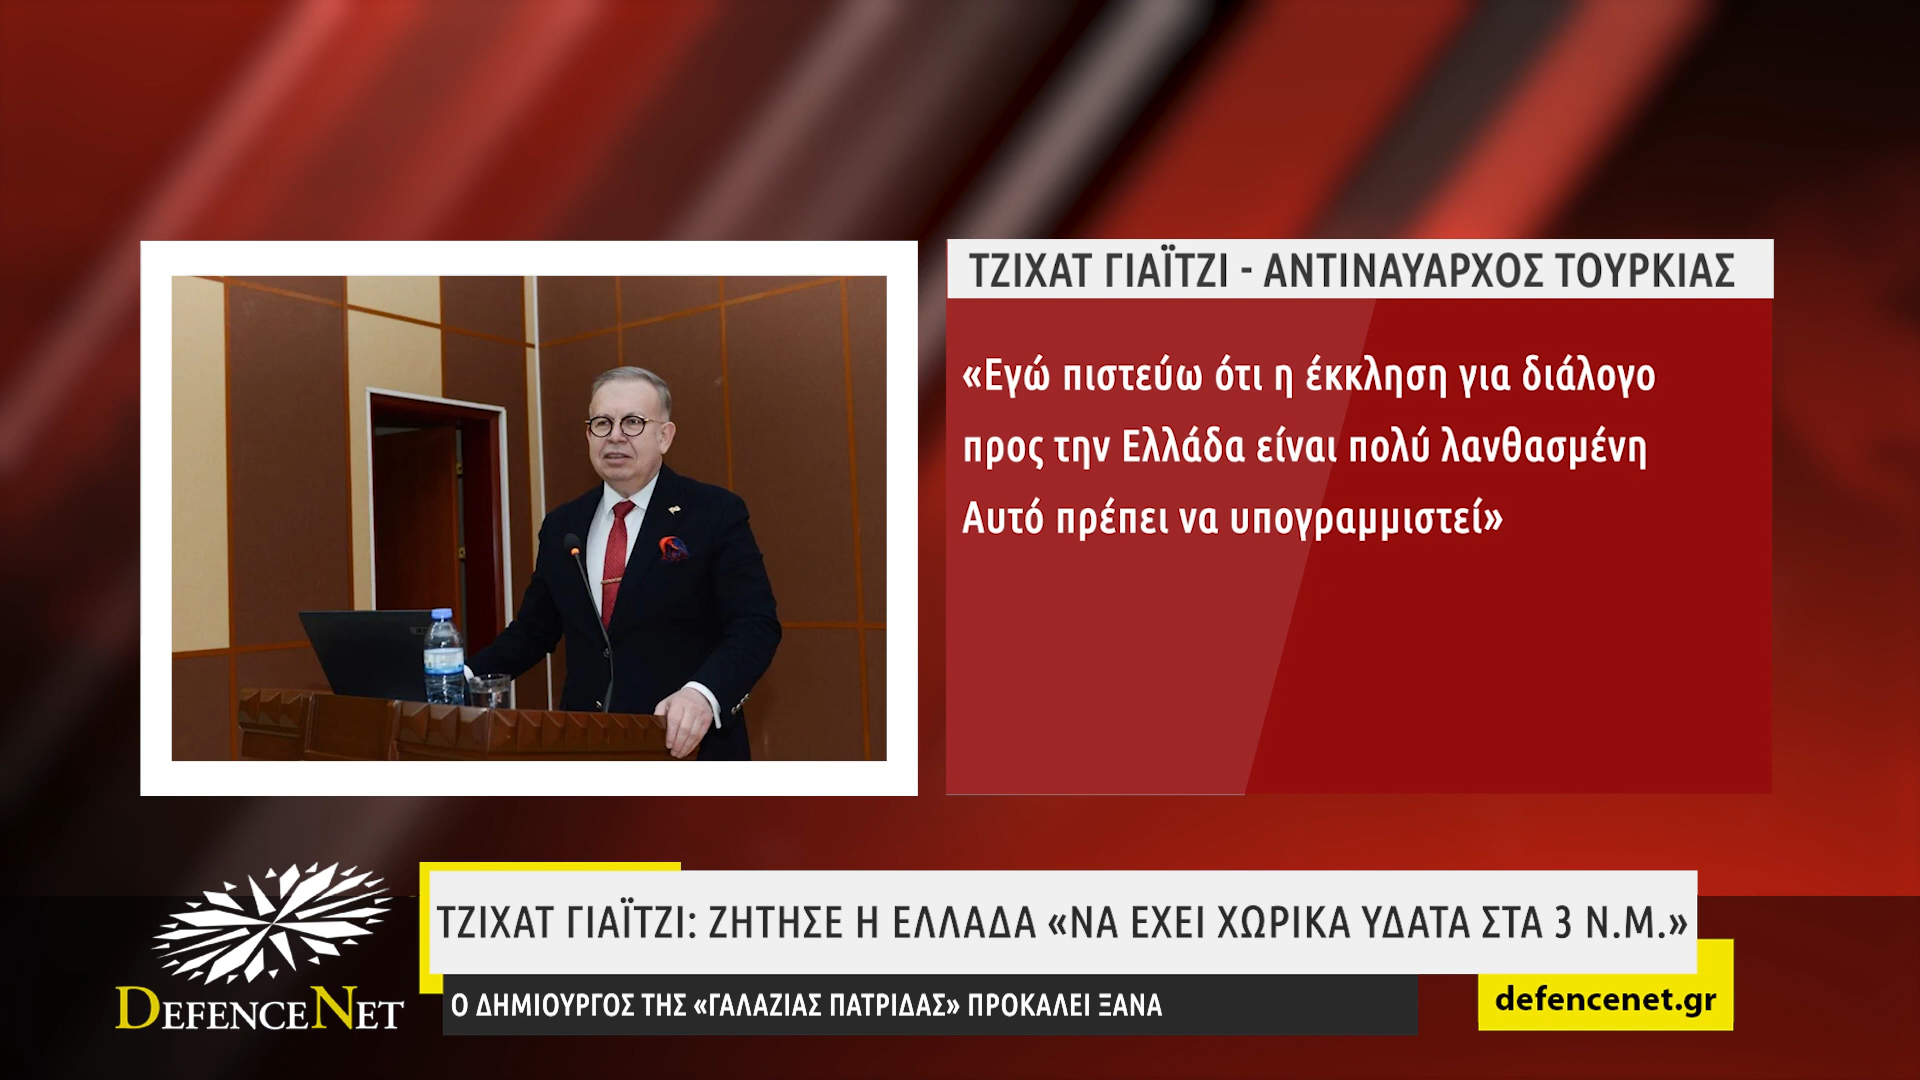 ΤΖΙΧΑΤ ΓΙΑΪΤΖΙ - ΑΝΤΙΝΑΥΑΡΧΟΣ ΤΟΥΡΚΙΑΣ
«Εγώ πιστεύω ότι η έκκληση για διάλογο
προς την Ελλάδα είναι πολύ λανθασμένη
Αυτό πρέπει να υπογραμμιστεί»
ΤΖΙΧΑΤ ΓΙΑΪΤΖΙ: ΖΗΤΗΣΕ Η ΕΛΛΑΔΑ «ΝΑ ΕΧΕΙ ΧΩΡΙΚΑ ΥΔΑΤΑ ΣΤΑ 3 Ν.Μ.»
Ο ΔΗΜΙΟΥΡΓΟΣ ΤΗΣ «ΓΑΛΑΖΙΑΣ ΠΑΤΡΙΔΑΣ» ΠΡΟΚΑΛΕΙ ΞΑΝΑ
DEFENCENET
defencenet.gr